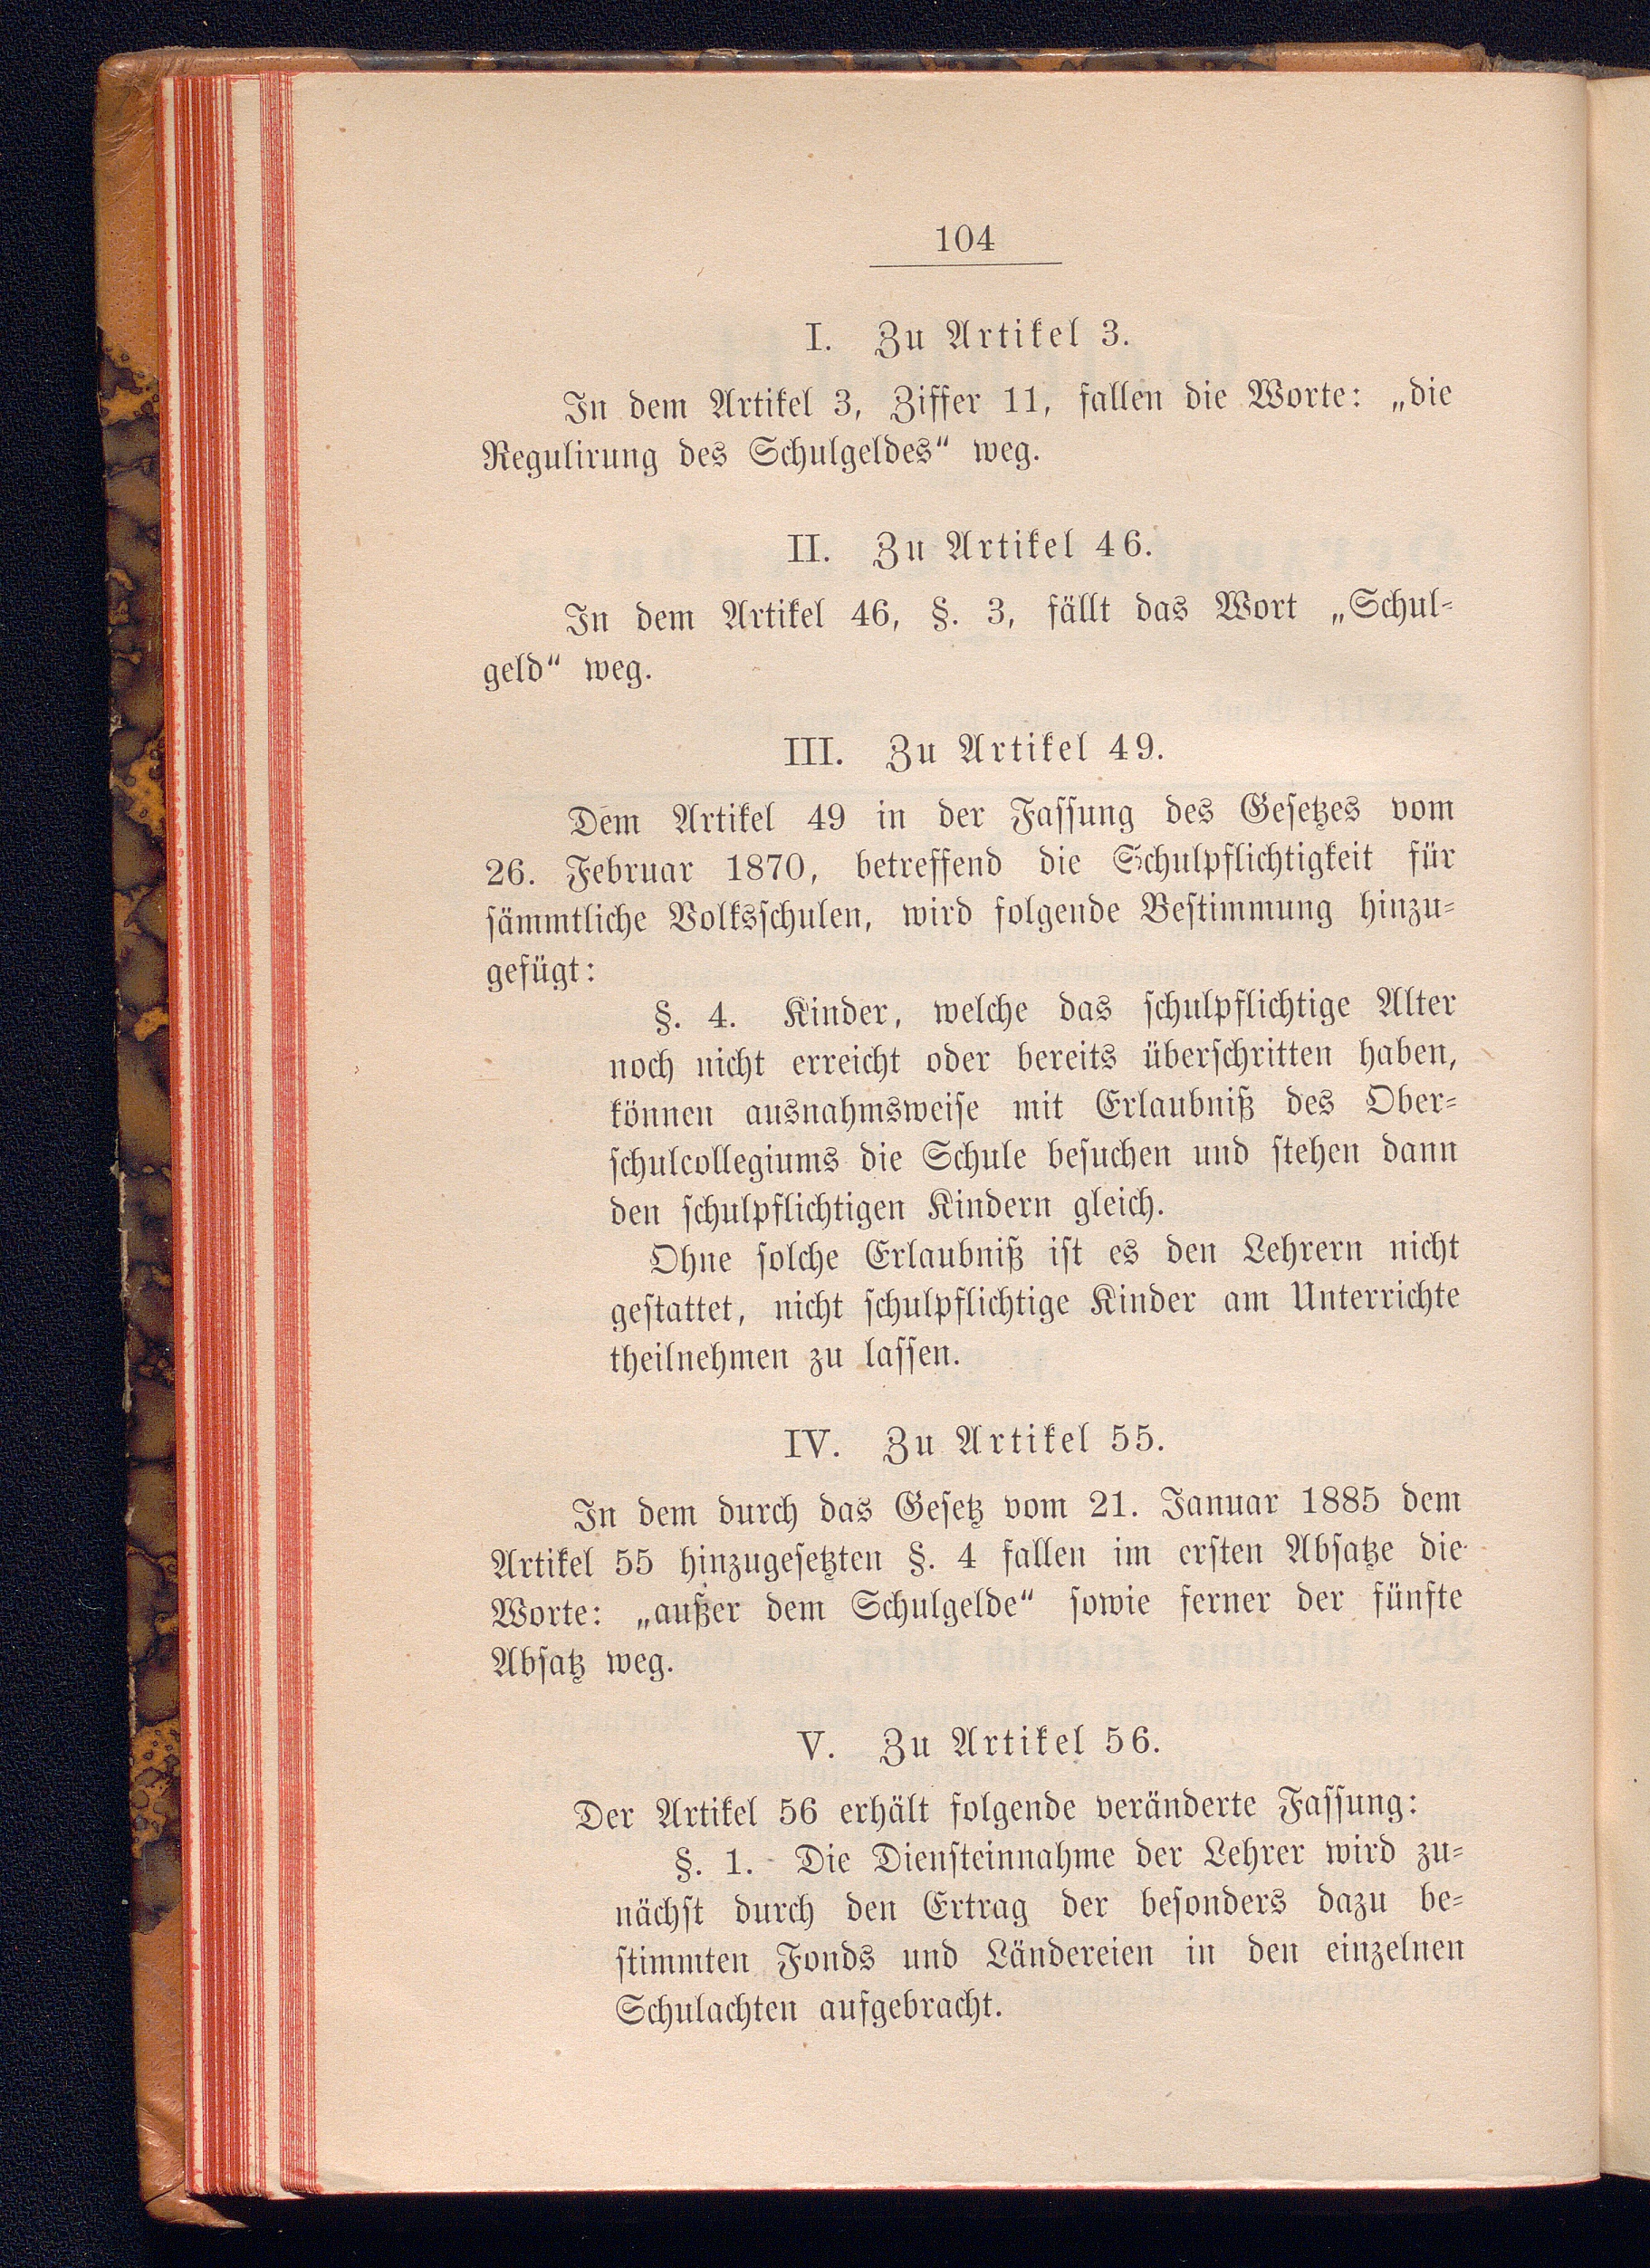 104
I. Zu Artikel 3.
In dem Artikel 3, Ziffer 11, fallen die Worte: „die
Regulirung des Schulgeldes“ weg.
II. Zu Artikel 46.
In dem Artikel 46, §. 3, fällt das Wort „Schul-
geld“ weg.
III. Zu Artikel 49.
Dem Artikel 49 in der Fassung des Gesetzes vom
26. Februar 1870, betreffend die Schulpflichtigkeit für
sämmtliche Volksschulen, wird folgende Bestimmung hinzu-
gefügt:
§. 4. Kinder, welche das schulpflichtige Alter
noch nicht erreicht oder bereits überschritten haben,
können ausnahmsweise mit Erlaubniß des Ober-
schulcollegiums die Schule besuchen und stehen dann
den schulpflichtigen Kindern gleich.
Ohne solche Erlaubniß ist es den Lehrern nicht
gestattet, nicht schulpflichtige Kinder am Unterrichte
theilnehmen zu lassen.
IV. Zu Artikel 55.
In dem durch das Gesetz vom 21. Januar 1885 dem
Artikel 55 hinzugesetzten §. 4 fallen im ersten Absatze die
Worte: „außer dem Schulgelde“ sowie ferner der fünfte
Absatz weg.
V. Zu Artikel 56.
Der Artikel 56 erhält folgende veränderte Fassung:
§. 1. Die Diensteinnahme der Lehrer wird zu-
nächst durch den Ertrag der besonders dazu be-
stimmten Fonds und Ländereien in den einzelnen
Schulachten aufgebracht.